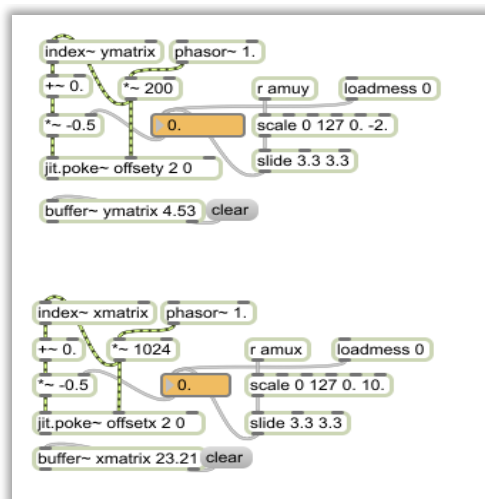 index~ ymatrix phasor~ 1.
+~ 0. *~ 200 r amuy loadmess 0
*~ -0.5 0. scale 0 127 0. -2.
jit.poke~ offsety 2 0 slide 3.3 3.3
buffer~ ymatrix 4.53 clear
index~ xmatrix phasor~ 1.
+~ 0. *~ 1024 r amux loadmess 0
*~ -0.5 0. scale 0 127 0. 10.
jit.poke~ offsetx 2 0 slide 3.3 3.3
buffer~ xmatrix 23.21 clear